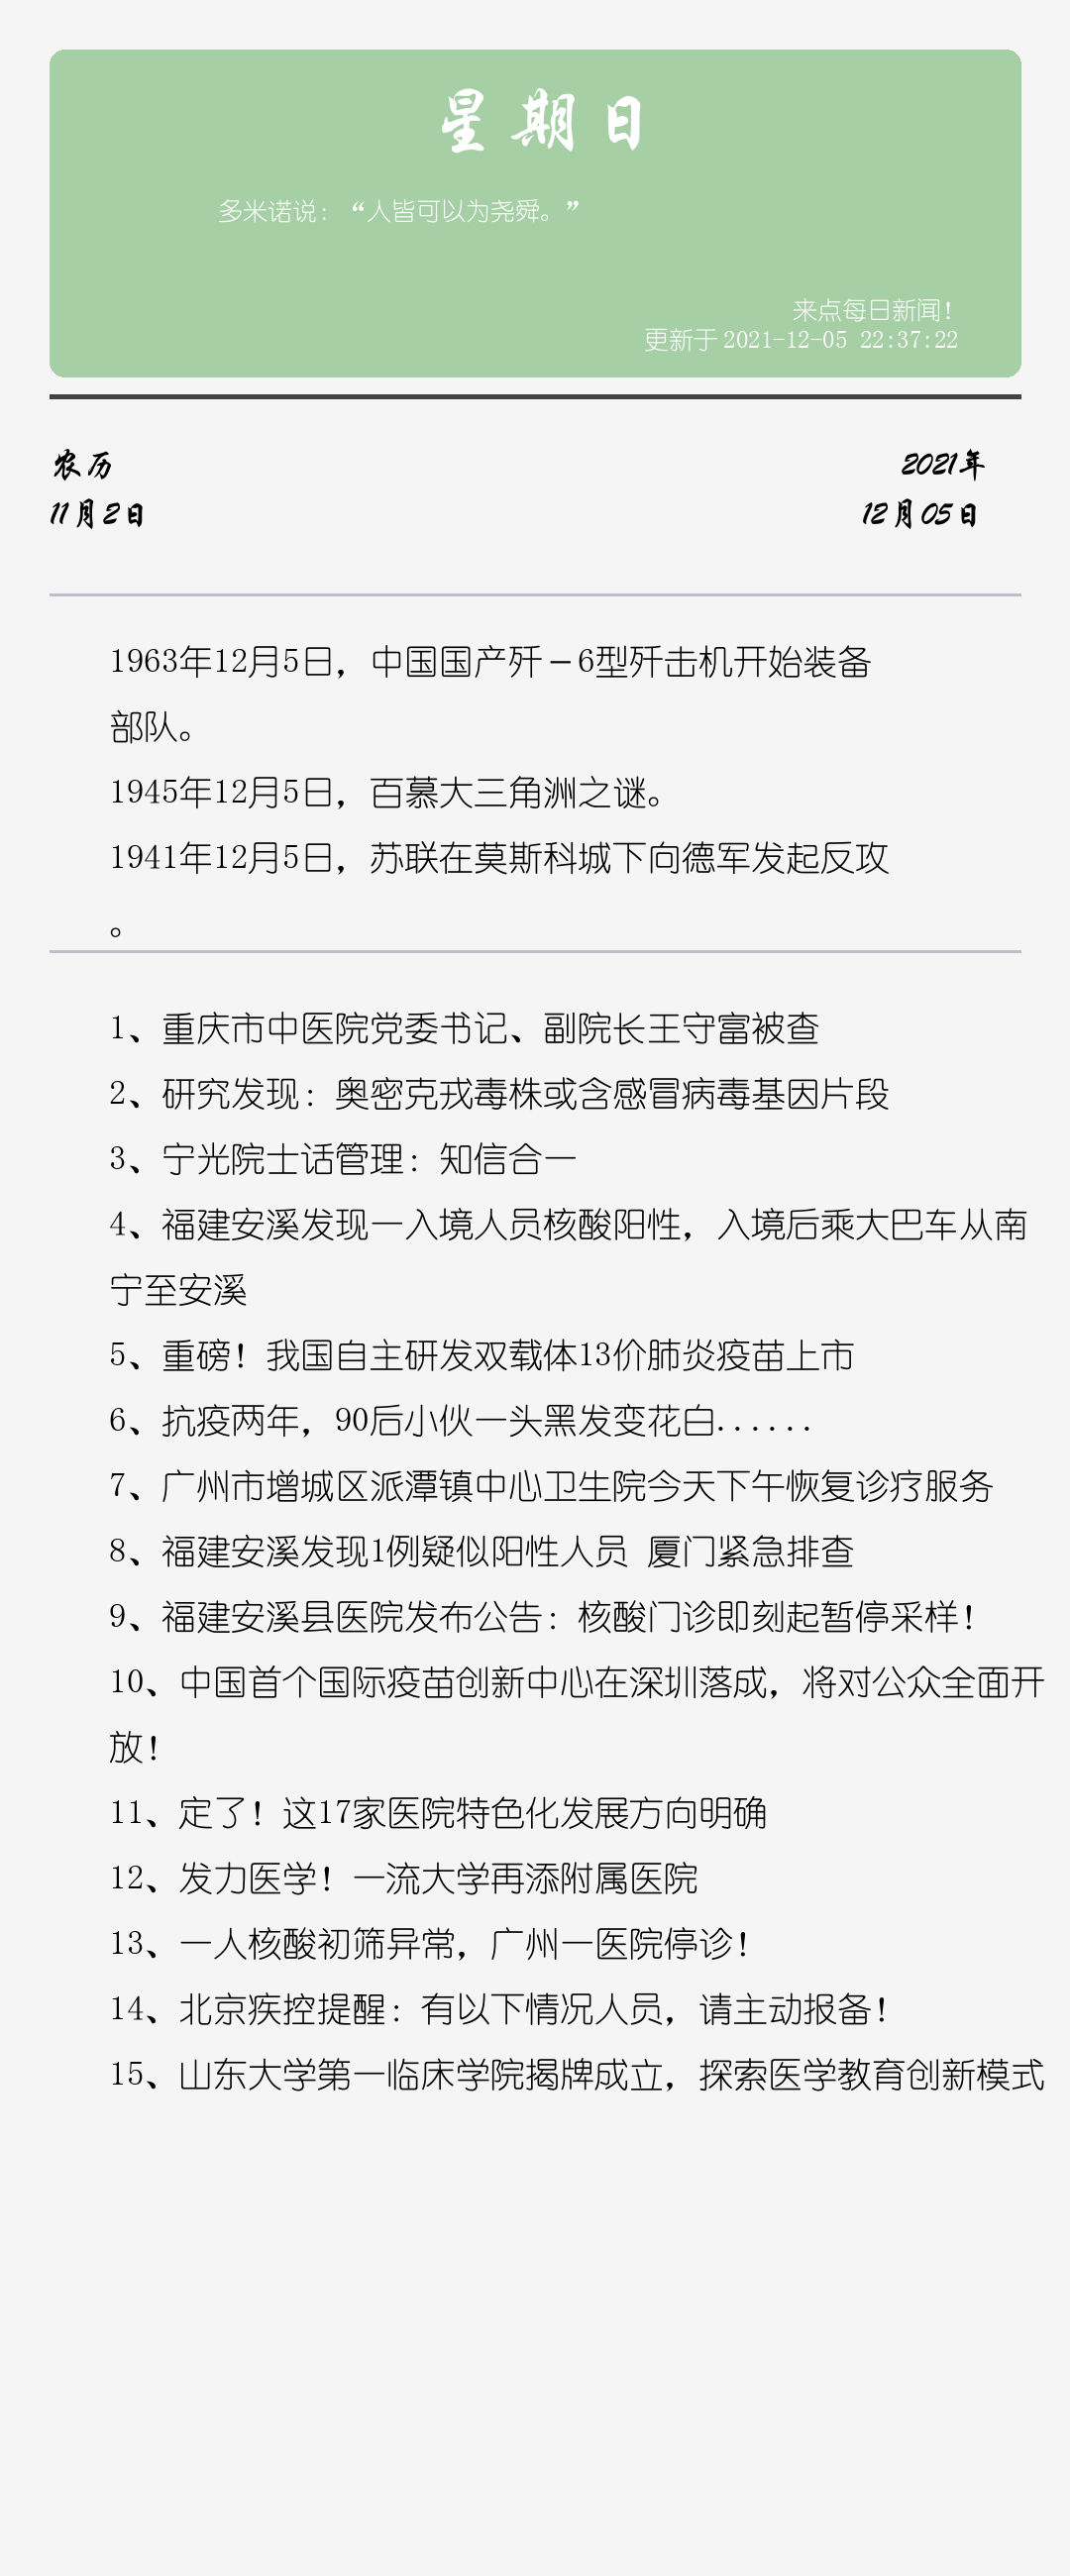 星期日
多米诺说：“人皆可以为尧舜。”
来点每日新闻！
更新于 2021-12-05 22:37:22
农历
2021年
11月2日
12月05日
1963年12月5日，中国国产歼－6型歼击机开始装备
部队。
1945年12月5日，百慕大三角洲之谜。
1941年12月5日，苏联在莫斯科城下向德军发起反攻
。
1、重庆市中医院党委书记、副院长王守富被查
2、研究发现：奥密克戎毒株或含感冒病毒基因片段
3、宁光院士话管理：知信合一
4、福建安溪发现一入境人员核酸阳性，入境后乘大巴车从南
宁至安溪
5、重磅！我国自主研发双载体13价肺炎疫苗上市
6、抗疫两年，90后小伙一头黑发变花白......
7、广州市增城区派潭镇中心卫生院今天下午恢复诊疗服务
8、福建安溪发现1例疑似阳性人员 厦门紧急排查
9、福建安溪县医院发布公告：核酸门诊即刻起暂停采样！
10、中国首个国际疫苗创新中心在深圳落成，将对公众全面开
放！
11、定了！这17家医院特色化发展方向明确
12、发力医学！一流大学再添附属医院
13、一人核酸初筛异常，广州一医院停诊！
14、北京疾控提醒：有以下情况人员，请主动报备！
15、山东大学第一临床学院揭牌成立，探索医学教育创新模式